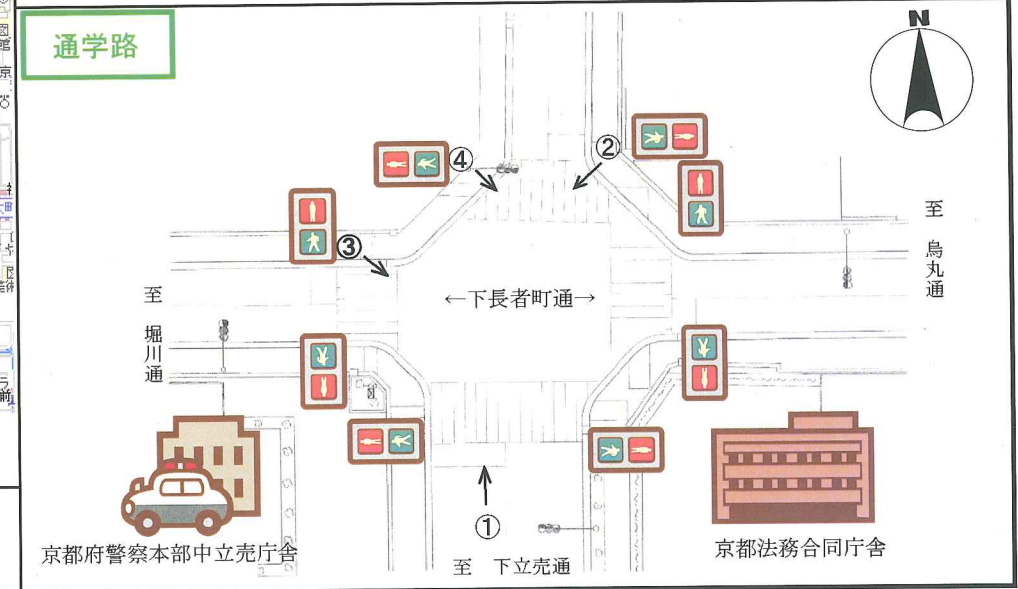 通学路
N
④
②
③
至 烏丸通
←下長者町通→
至 堀川通
①
京都府警察本部中立売庁舎
京都法務合同庁舎
至 下立売通